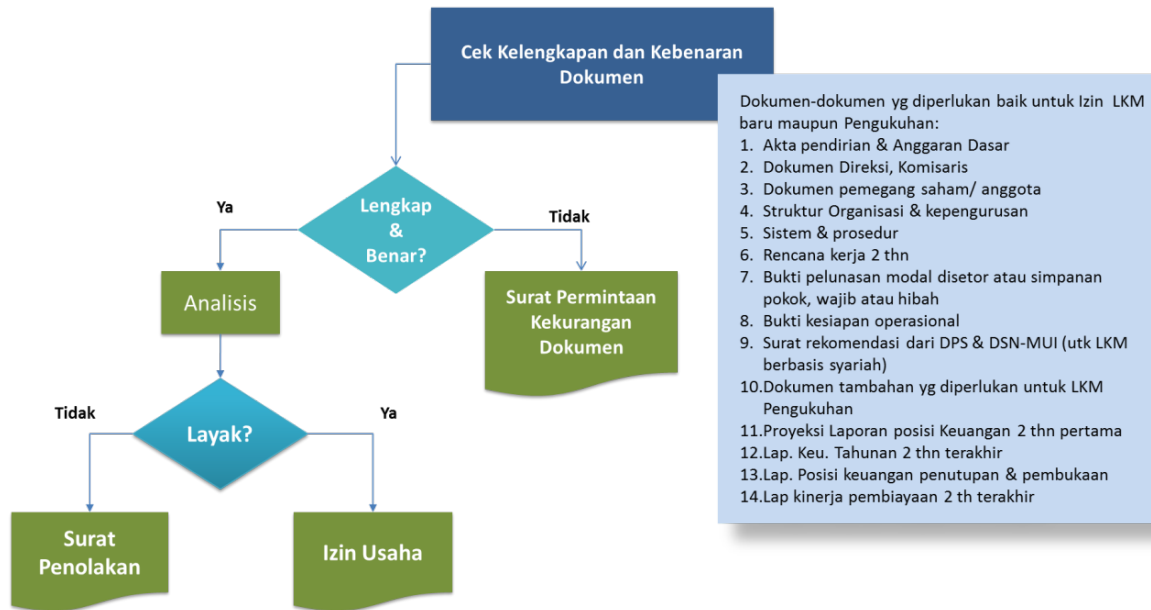 Cek Kelengkapan dan Kebenaran
Dokumen
Dokumen-dokumen yg diperlukan baik untuk Izin LKM
baru maupun Pengukuhan:
1. Akta pendirian & Anggaran Dasar
2. Dokumen Direksi, Komisaris
3. Dokumen pemegang saham/ anggota
4. Struktur Organisasi & kepengurusan
5. Sistem & prosedur
6. Rencana kerja 2 thn
7. Bukti pelunasan modal disetor atau simpanan
pokok, wajib atau hibah
8. Bukti kesiapan operasional
9. Surat rekomendasi dari DPS & DSN-MUI (utk LKM
berbasis syariah)
10.Dokumen tambahan yg diperlukan untuk LKM
Pengukuhan
11.Proyeksi Laporan posisi Keuangan 2 thn pertama
12.Lap. Keu. Tahunan 2 thn terakhir
13.Lap. Posisi keuangan penutupan & pembukaan
14.Lap kinerja pembiayaan 2 th terakhir
Ya
Lengkap
&
Benar?
Tidak
Analisis
Surat Permintaan
Kekurangan
Dokumen
Tidak
Layak?
Ya
Surat
Penolakan
Izin Usaha